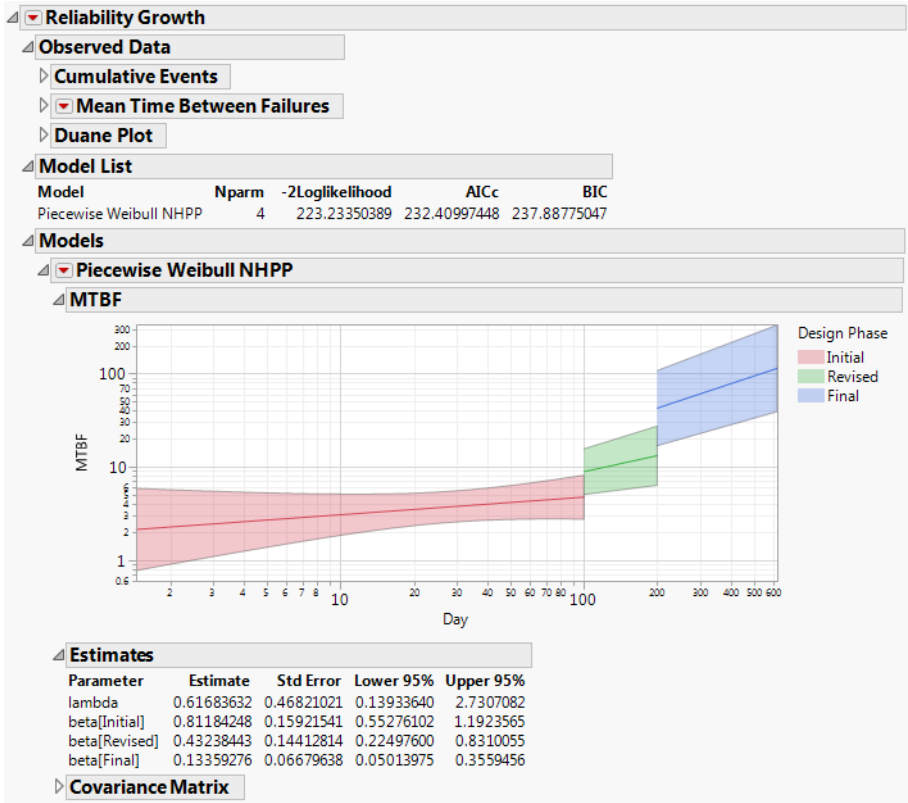 Reliability Growth
Observed Data
Cumulative Events
Mean Time Between Failures
Duane Plot
Model List
Model Nparm -2Loglikelihood AICc BIC
Piecewise Weibull NHPP 4 223.23350389 232.40997448 237.88775047
Models
Piecewise Weibull NHPP
MTBF
Design Phase
Initial
Revised
Final
MTBF
300
200
100
70
50
40
30
20
10
6
5
4
3
2
1
0.6
2 3 4 5 6 7 8 10 20 30 40 50 60 70 80 100 200 300 400 500 600
Day
Estimates
Parameter Estimate Std Error Lower 95% Upper 95%
lambda 0.61683632 0.46821021 0.13933640 2.7307082
beta[Initial] 0.81184248 0.15921541 0.55276102 1.1923565
beta[Revised] 0.43238443 0.14412814 0.22497600 0.8310055
beta[Final] 0.13359276 0.06679638 0.05013975 0.3559456
Covariance Matrix